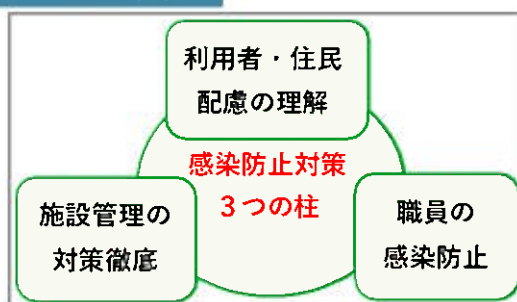 利用者・住民
配慮の理解
感染防止対策
３つの柱
施設管理の
対策徹底
職員の
感染防止